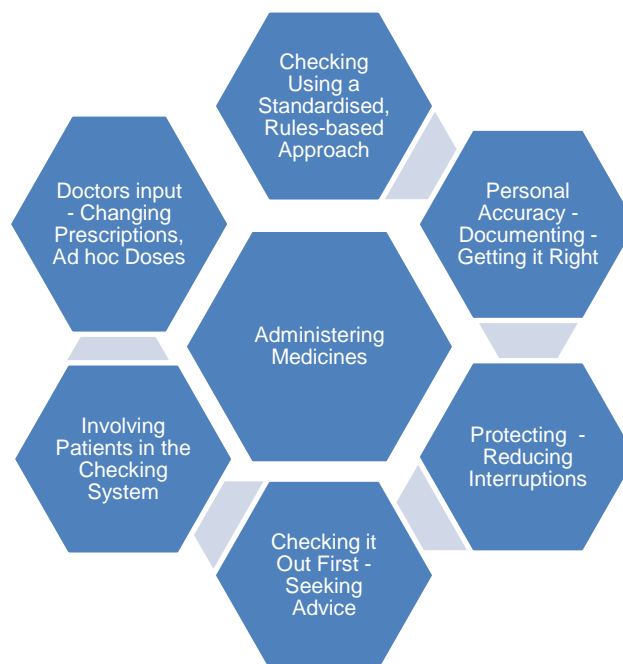 Checking
Using a
Standardised,
Rules-based
Approach
Personal
Accuracy -
Documenting -
Getting it Right
Protecting -
Reducing
Interruptions
Checking it
Out First -
Seeking
Advice
Involving
Patients in the
Checking
System
Doctors input
- Changing
Prescriptions,
Ad hoc Doses
Administering
Medicines